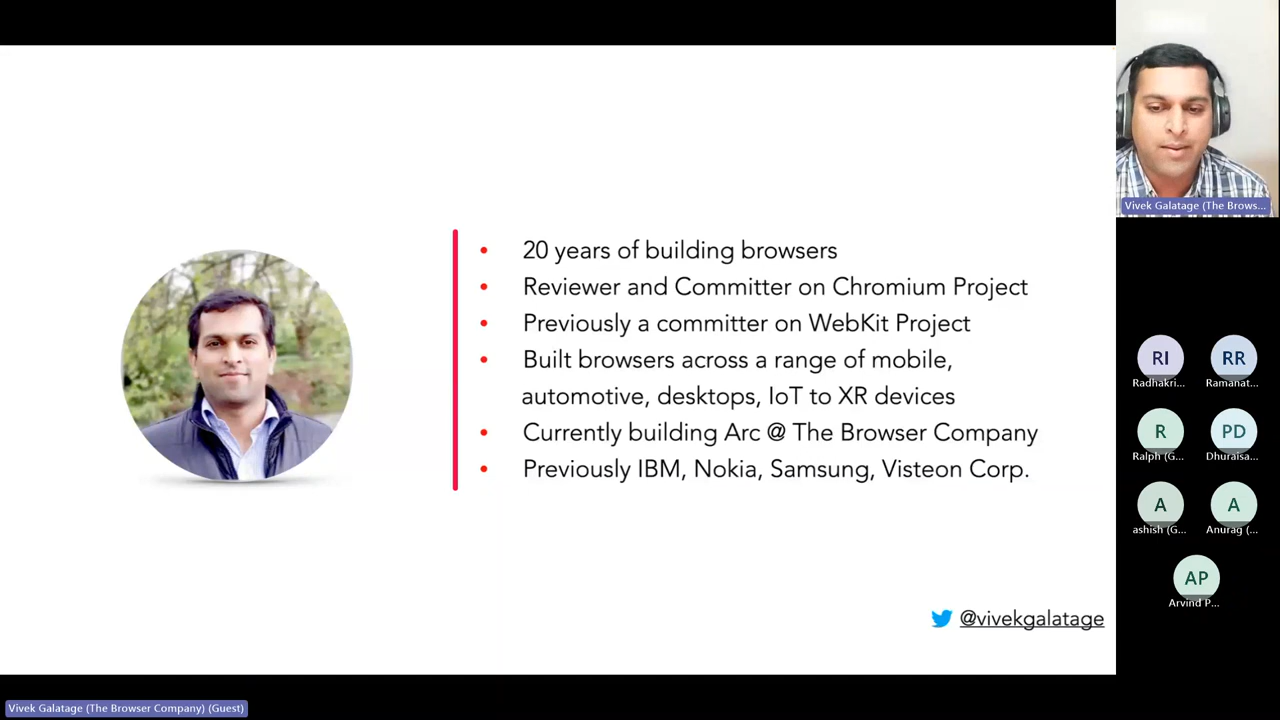 Vivek Galatage (The Brows...
• 20 years of building browsers
• Reviewer and Committer on Chromium Project
• Previously a committer on WebKit Project
• Built browsers across a range of mobile,
automotive, desktops, IoT to XR devices
• Currently building Arc @ The Browser Company
• Previously IBM, Nokia, Samsung, Visteon Corp.
@vivekgalatage
RI
RR
Radhakri...
Ramanat...
R
PD
Ralph (G...
Dhuraisa...
A
A
ashish (G...
Anurag (...
AP
Arvind P...
Vivek Galatage (The Browser Company) (Guest)